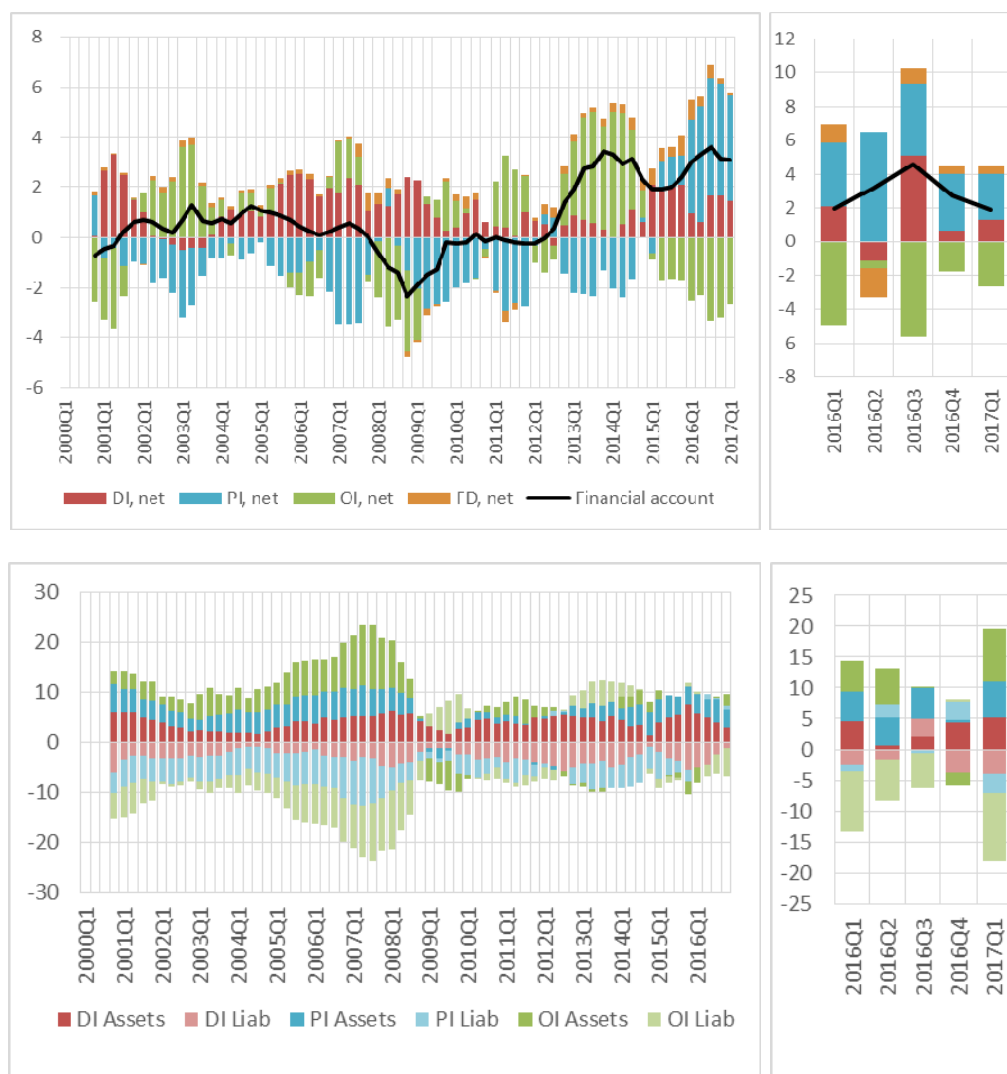 8
6
4
2
0
-2
-4
-6
2000Q1
2001Q1
2002Q1
2003Q1
2004Q1
2005Q1
2006Q1
2007Q1
2008Q1
2009Q1
2010Q1
2011Q1
2012Q1
2013Q1
2014Q1
2015Q1
2016Q1
2017Q1
DI, net PI, net OI, net FD, net Financial account
12
10
8
6
4
2
0
-2
-4
6
-8
2016Q1
2016Q2
2016Q3
2016Q4
2017Q1
30
20
10
0
-10
-20
-30
2000Q1
2001Q1
2002Q1
2003Q1
2004Q1
2005Q1
2006Q1
2007Q1
2008Q1
2009Q1
2010Q1
2011Q1
2012Q1
2013Q1
2014Q1
2015Q1
2016Q1
DI Assets DI Liab PI Assets PI Liab OI Assets OI Liab
25
20
15
10
5
0
-5
-10
-15
-20
-25
2016Q1
2016Q2
2016Q3
2016Q4
2017Q1